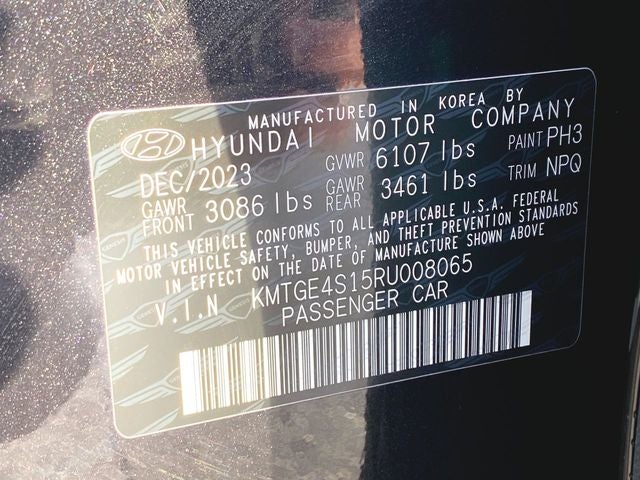 MANUFACTURED IN KOREA BY
HYUNDAI MOTOR COMPANY
DEC/2023 GVWR 6107 lbs PAINT PH3
GAWR FRONT 3086 lbs GAWR REAR 3461 lbs TRIM NPQ
THIS VEHICLE CONFORMS TO ALL APPLICABLE U.S.A. FEDERAL
MOTOR VEHICLE SAFETY, BUMPER, AND THEFT PREVENTION STANDARDS
IN EFFECT ON THE DATE OF MANUFACTURE SHOWN ABOVE
V.I.N KMTGE4S15RU008065
PASSENGER CAR